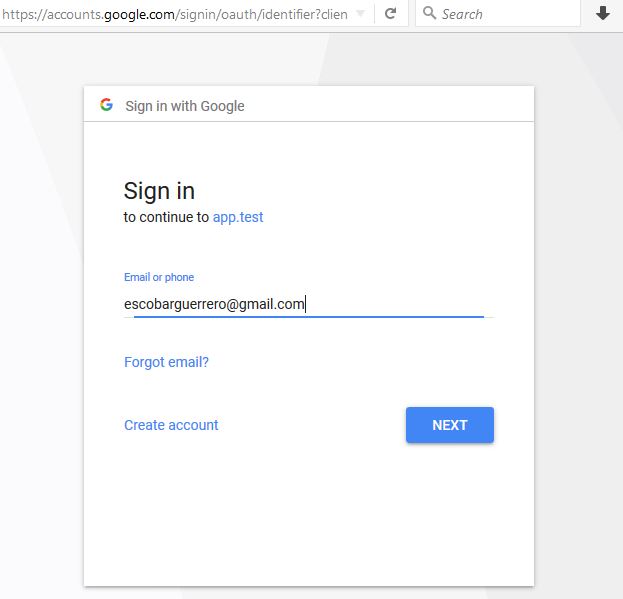 https://accounts.google.com/signin/oauth/identifier?clien
Search
Sign in with Google
Sign in
to continue to app.test
Email or phone
escobarguerrero@gmail.com
Forgot email?
Create account
NEXT